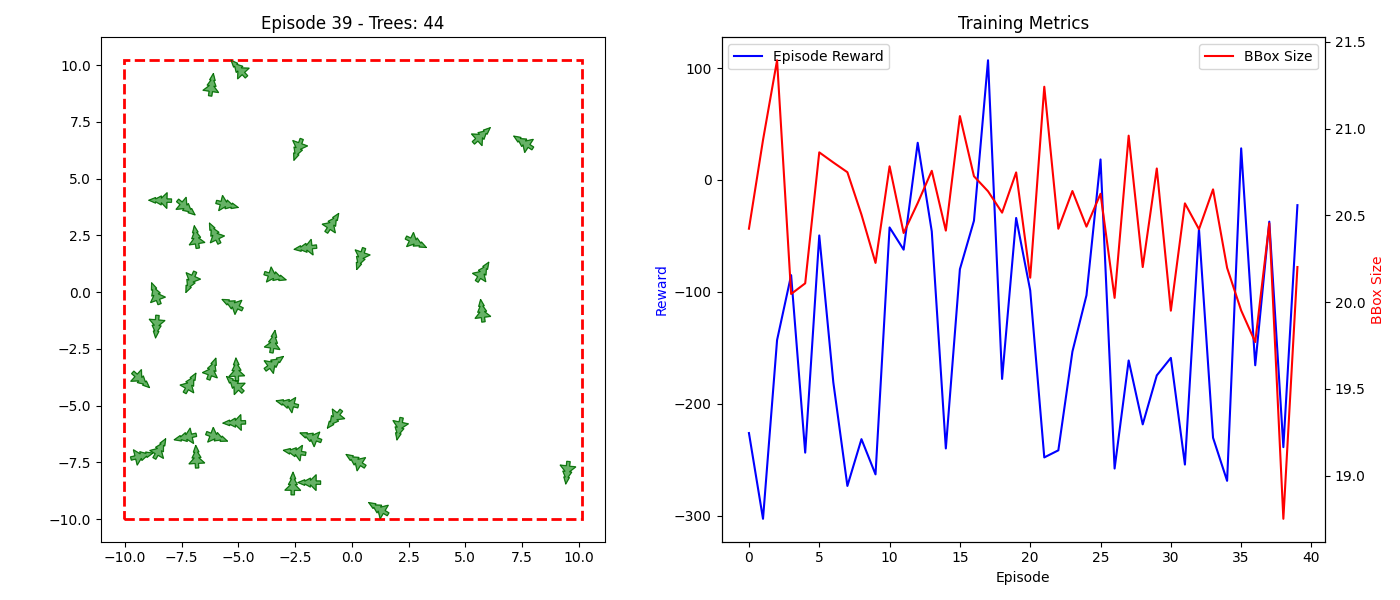 Episode 39 - Trees: 44
10.0
7.5
5.0
2.5
0.0
−2.5
−5.0
−7.5
−10.0
−10.0 −7.5 −5.0 −2.5 0.0 2.5 5.0 7.5 10.0
Training Metrics
Episode Reward
BBox Size
Reward
100
0
−100
−200
−300
0 5 10 15 20 25 30 35 40
Episode
21.5
21.0
20.5
20.0
19.5
19.0
BBox Size